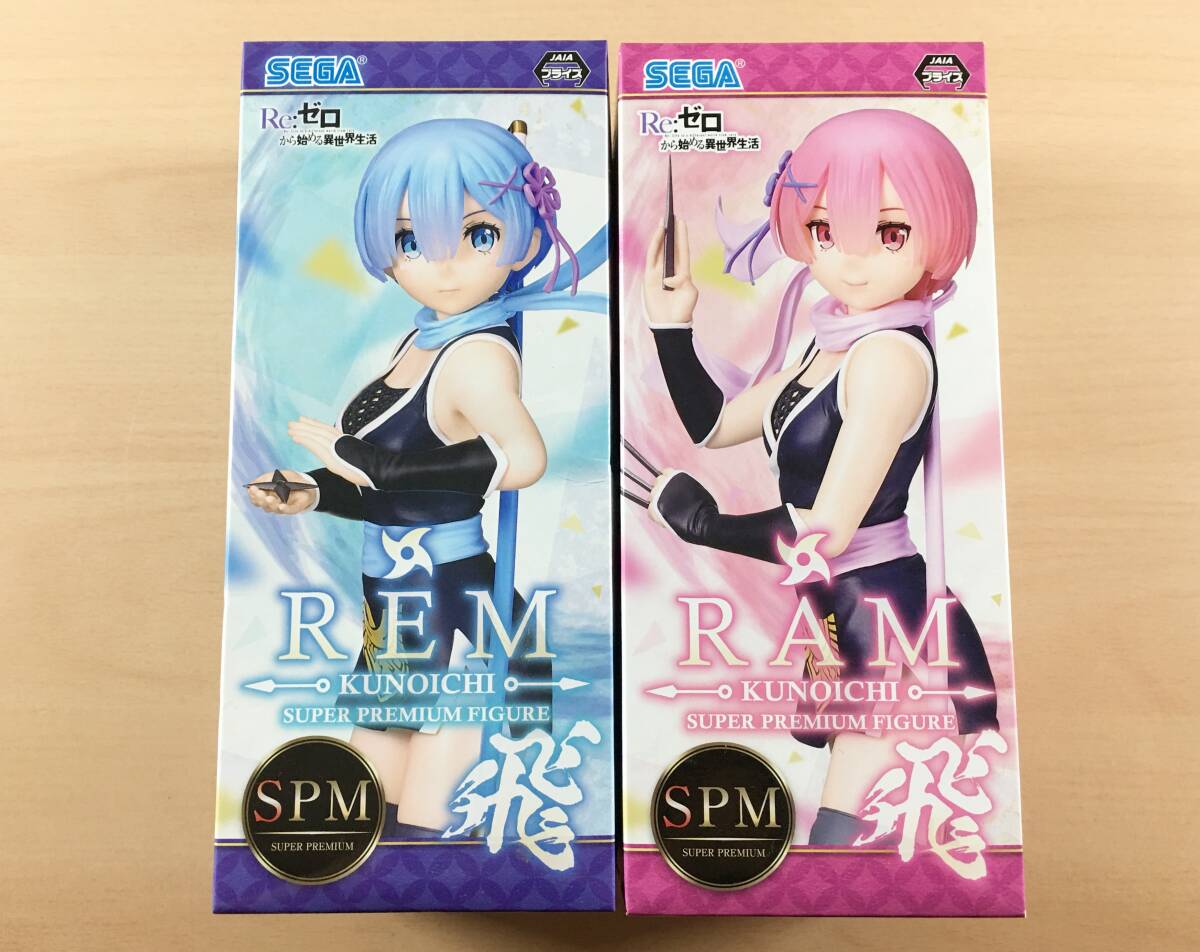 SEGA®
JAIA
プライズ
Re:ゼロ
から始める異世界生活
REM
KUNOICHI
SUPER PREMIUM FIGURE
飛
SPM
SUPER PREMIUM
SEGA®
JAIA
プライズ
Re:ゼロ
から始める異世界生活
RAM
KUNOICHI
SUPER PREMIUM FIGURE
飛
SPM
SUPER PREMIUM